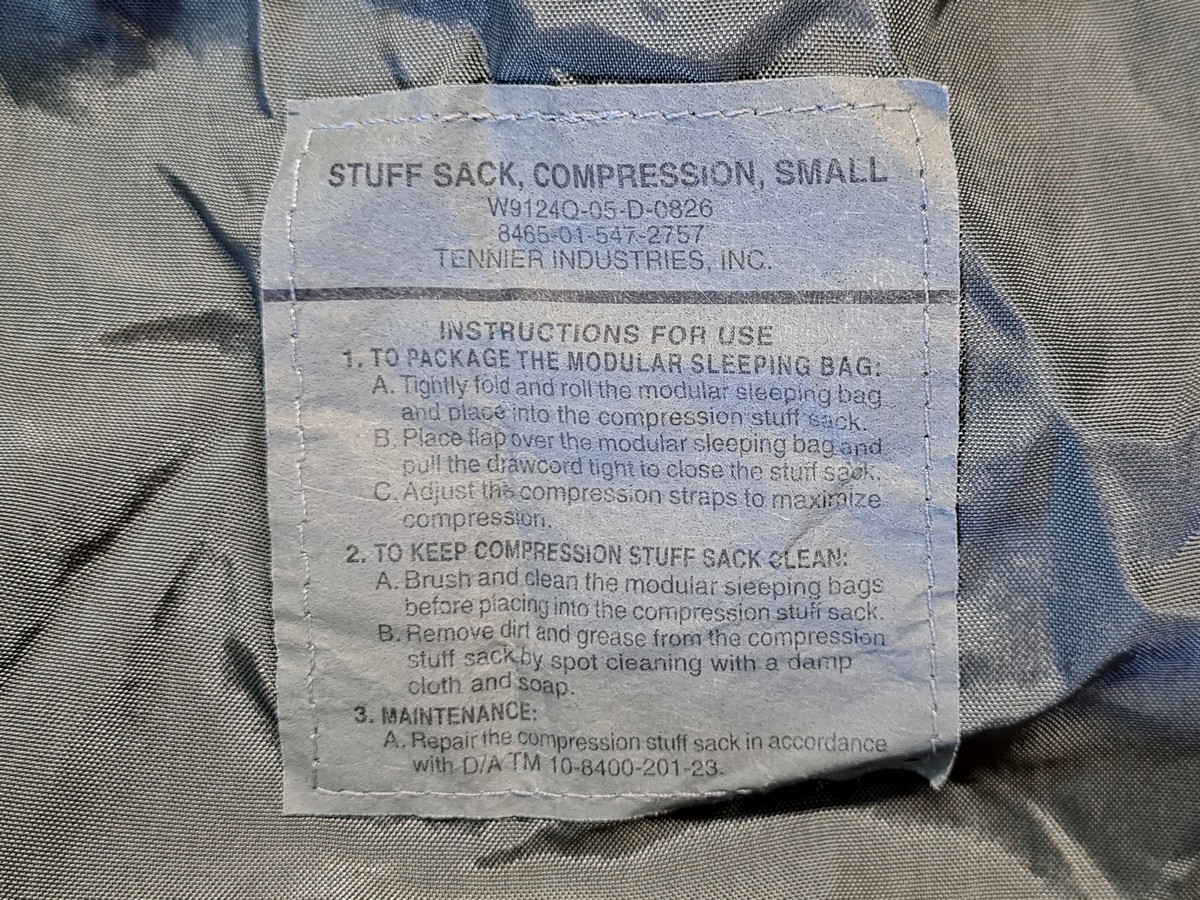 STUFF SACK, COMPRESSION, SMALL
W9124Q-05-D-0826
8465-01-547-2757
TENNIER INDUSTRIES, INC.
INSTRUCTIONS FOR USE
1. TO PACKAGE THE MODULAR SLEEPING BAG:
A. Tightly fold and roll the modular sleeping bag
and place into the compression stuff sack.
B. Place flap over the modular sleeping bag and
pull the drawcord tight to close the stuff sack.
C. Adjust the compression straps to maximize
compression.
2. TO KEEP COMPRESSION STUFF SACK CLEAN:
A. Brush and clean the modular sleeping bags
before placing into the compression stuff sack.
B. Remove dirt and grease from the compression
stuff sack by spot cleaning with a damp
cloth and soap.
3. MAINTENANCE:
A. Repair the compression stuff sack in accordance
with D/A TM 10-8400-201-23.